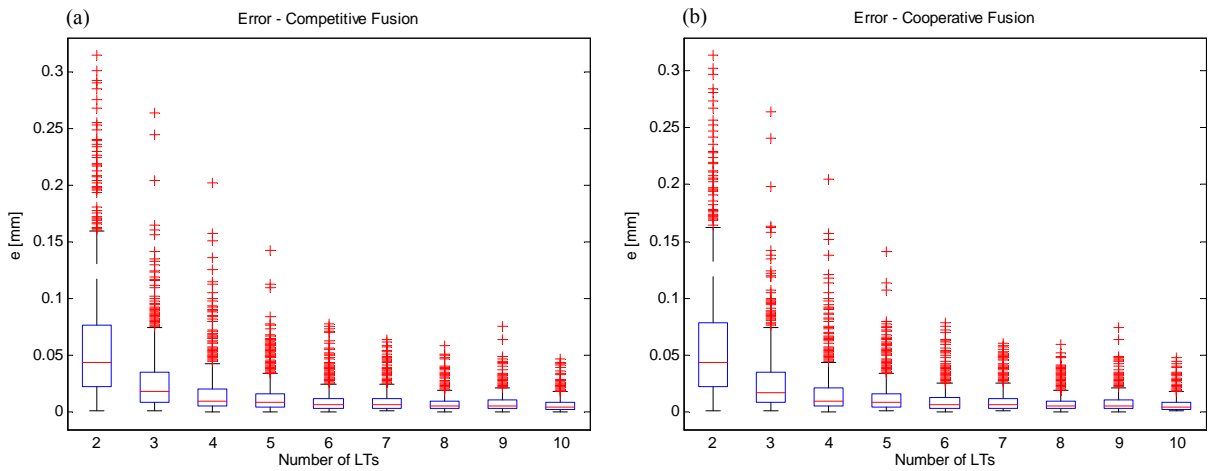 (a)
Error - Competitive Fusion
0.3
0.25
0.2
0.15
0.1
0.05
0
e [mm]
2 3 4 5 6 7 8 9 10
Number of LTs
(b)
Error - Cooperative Fusion
0.3
0.25
0.2
0.15
0.1
0.05
0
e [mm]
2 3 4 5 6 7 8 9 10
Number of LTs